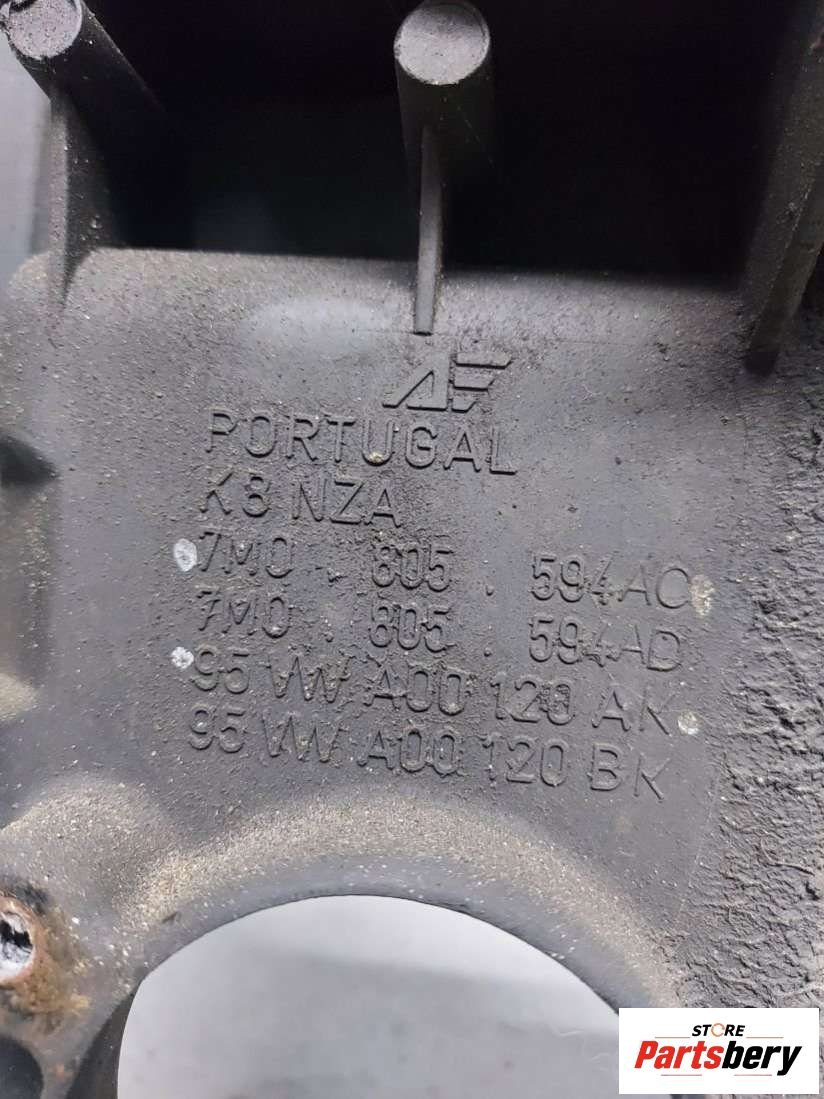 AE
PORTUGAL
K8 NZA
7M0 . 805 . 594AC
7M0 . 805 . 594AD
95 VW A00 120 AK
95 VW A00 120 BK
STORE
Partsbery